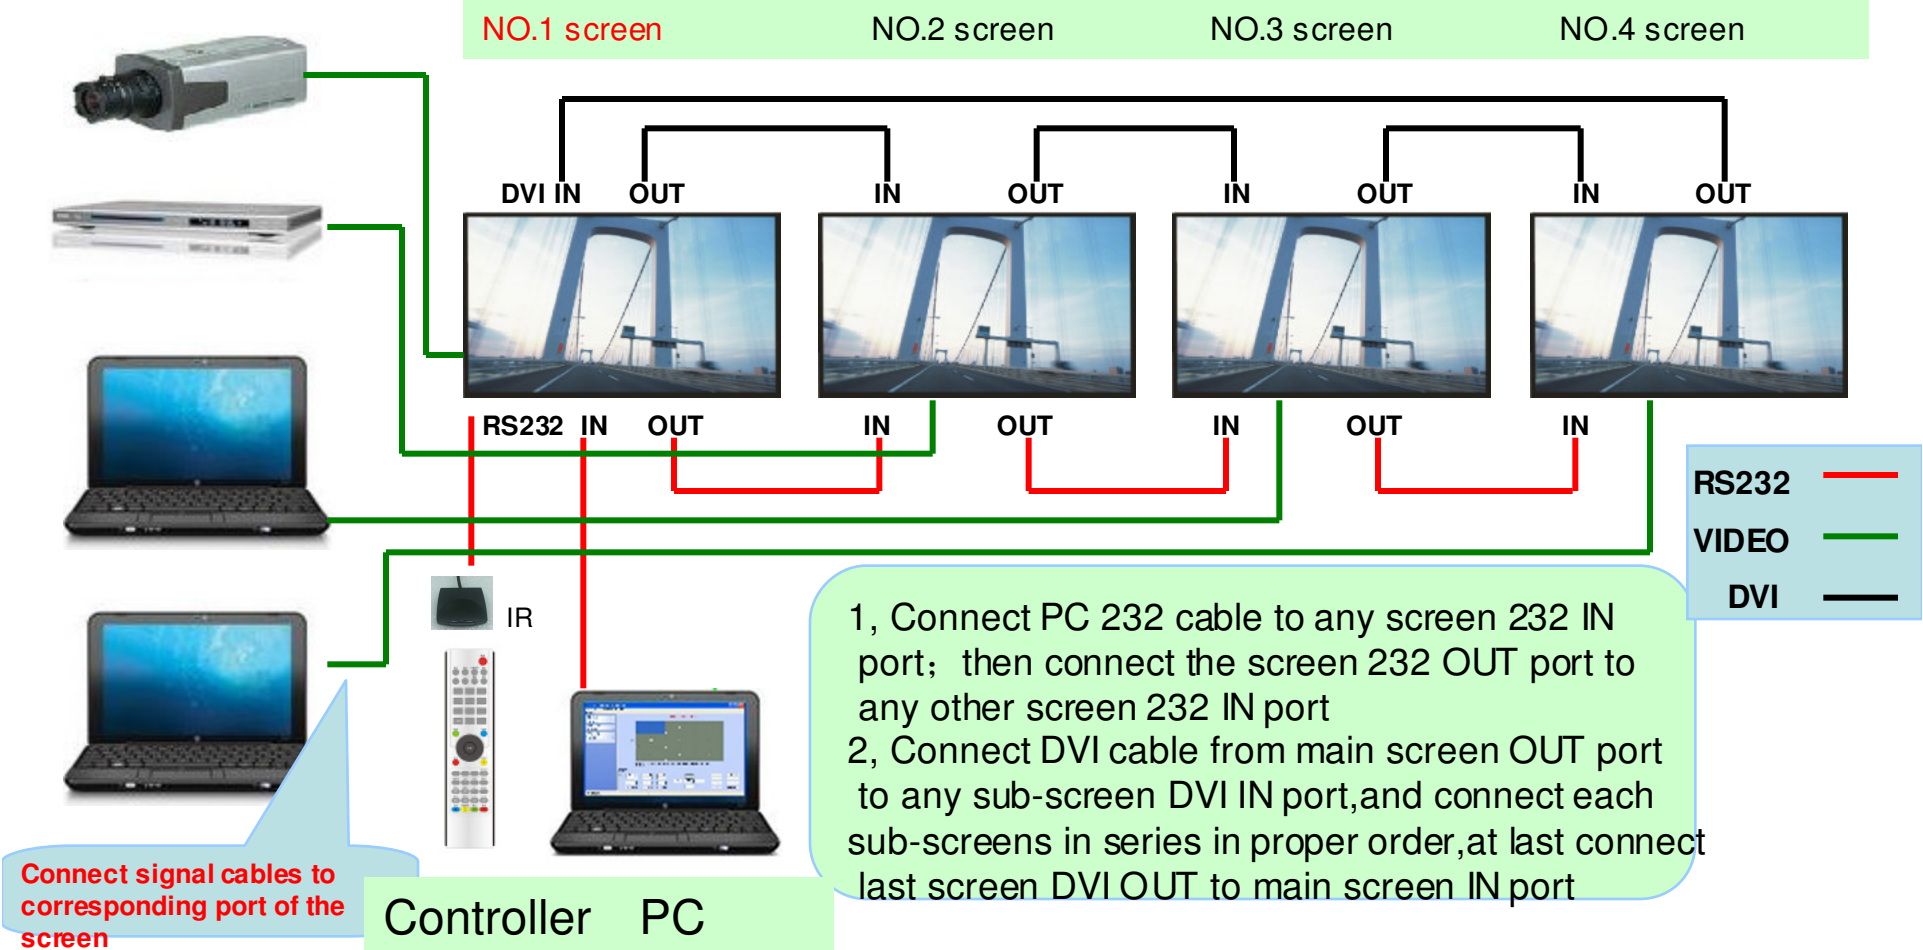 NO.1 screen NO.2 screen NO.3 screen NO.4 screen
DVI IN OUT IN OUT IN OUT IN OUT
RS232 IN OUT IN OUT IN OUT IN
RS232
VIDEO
DVI
IR
1, Connect PC 232 cable to any screen 232 IN
port；then connect the screen 232 OUT port to
any other screen 232 IN port
2, Connect DVI cable from main screen OUT port
to any sub-screen DVI IN port,and connect each
sub-screens in series in proper order,at last connect
last screen DVI OUT to main screen IN port
Connect signal cables to
corresponding port of the
screen
Controller PC